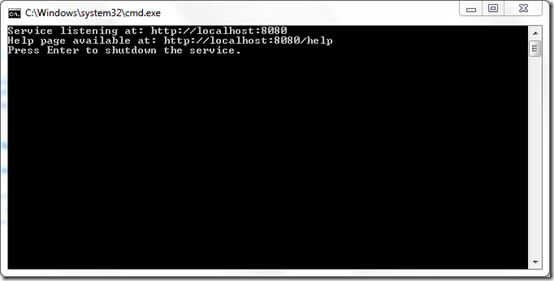 C:\Windows\system32\cmd.exe
Service listening at: http://localhost:8080
Help page available at: http://localhost:8080/help
Press Enter to shutdown the service.